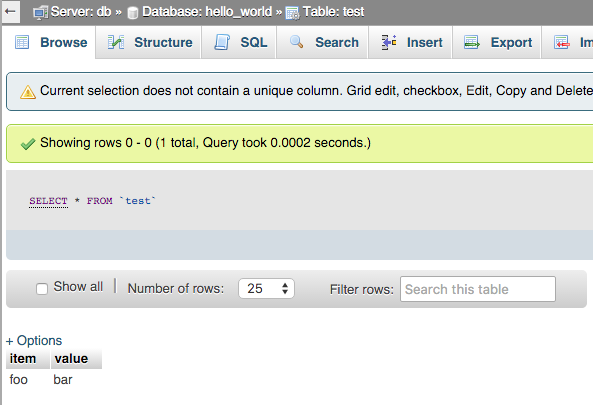 Server: db » Database: hello_world » Table: test
Browse Structure SQL Search Insert Export Im
Current selection does not contain a unique column. Grid edit, checkbox, Edit, Copy and Delete
Showing rows 0 - 0 (1 total, Query took 0.0002 seconds.)
SELECT * FROM `test`
Show all | Number of rows: 25 Filter rows: Search this table
+ Options
item value
foo bar